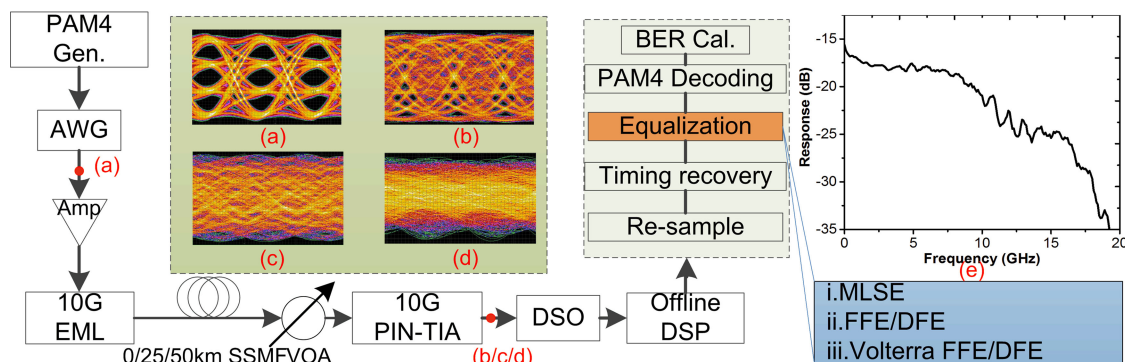 PAM4
Gen.
AWG
(a)
Amp
10G
EML
0/25/50km SSMF
VOA
10G
PIN-TIA
(b/c/d)
DSO
Offline
DSP
(a)
(b)
(c)
(d)
BER Cal.
PAM4 Decoding
Equalization
Timing recovery
Re-sample
i.MLSE
ii.FFE/DFE
iii.Volterra FFE/DFE
Response (dB)
-15
-20
-25
-30
-35
0
5
10
15
20
Frequency (GHz)
(e)